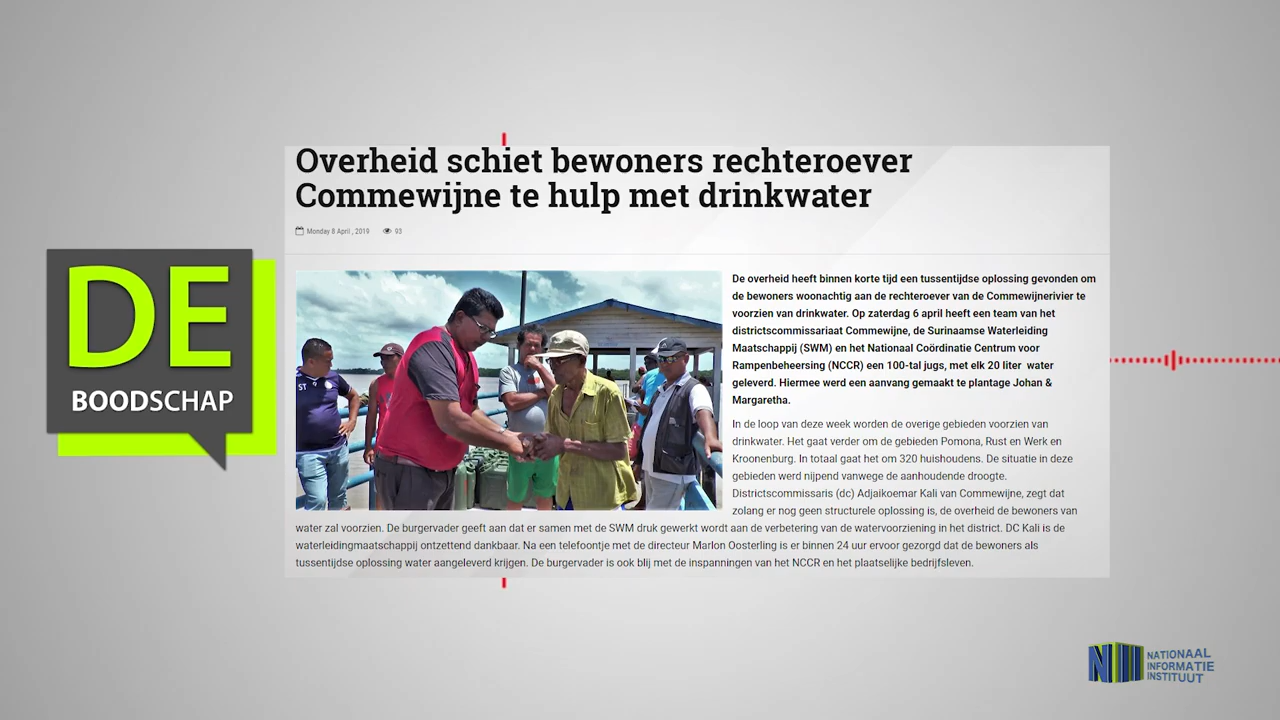 Overheid schiet bewoners rechteroever
Commewijne te hulp met drinkwater
Monday 8 April , 2019 93
DE
BOODSCHAP
ST
De overheid heeft binnen korte tijd een tussentijdse oplossing gevonden om
de bewoners woonachtig aan de rechteroever van de Commewijnerivier te
voorzien van drinkwater. Op zaterdag 6 april heeft een team van het
districtscommissariaat Commewijne, de Surinaamse Waterleiding
Maatschappij (SWM) en het Nationaal Coördinatie Centrum voor
Rampenbeheersing (NCCR) een 100-tal jugs, met elk 20 liter water
geleverd. Hiermee werd een aanvang gemaakt te plantage Johan &
Margaretha.
In de loop van deze week worden de overige gebieden voorzien van
drinkwater. Het gaat verder om de gebieden Pomona, Rust en Werk en
Kroonenburg. In totaal gaat het om 320 huishoudens. De situatie in deze
gebieden werd nijpend vanwege de aanhoudende droogte.
Districtscommissaris (dc) Adjaikoemar Kali van Commewijne, zegt dat
zolang er nog geen structurele oplossing is, de overheid de bewoners van
water zal voorzien. De burgervader geeft aan dat er samen met de SWM druk gewerkt wordt aan de verbetering van de watervoorziening in het district. DC Kali is de
waterleidingmaatschappij ontzettend dankbaar. Na een telefoontje met de directeur Marlon Oosterling is er binnen 24 uur ervoor gezorgd dat de bewoners als
tussentijdse oplossing water aangeleverd krijgen. De burgervader is ook blij met de inspanningen van het NCCR en het plaatselijke bedrijfsleven.
NII
NATIONAAL
INFORMATIE
INSTITUUT